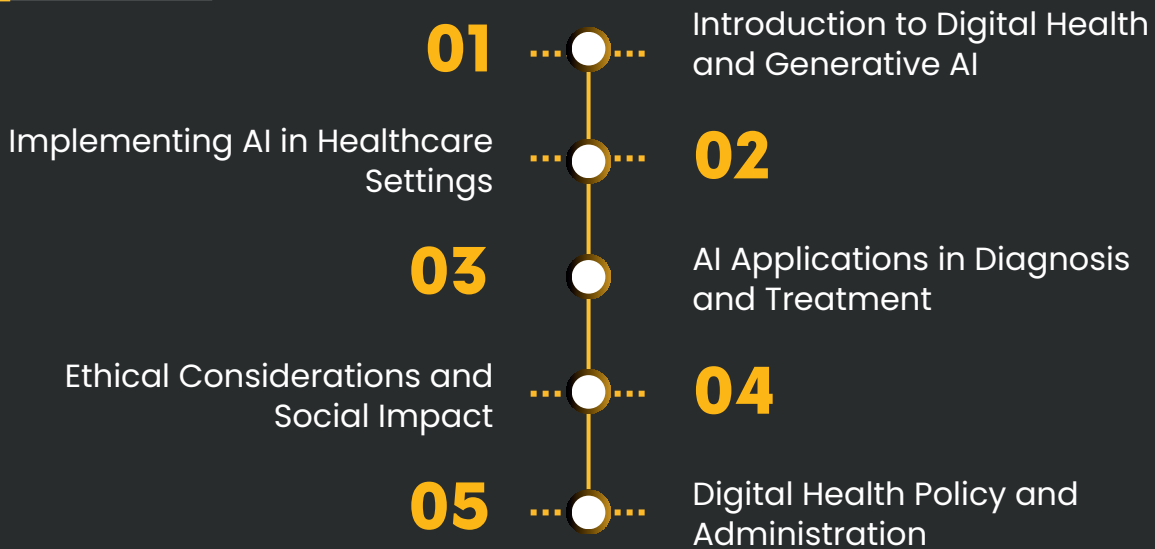 01
Introduction to Digital Health
and Generative AI
Implementing AI in Healthcare
Settings
02
03
AI Applications in Diagnosis
and Treatment
Ethical Considerations and
Social Impact
04
05
Digital Health Policy and
Administration